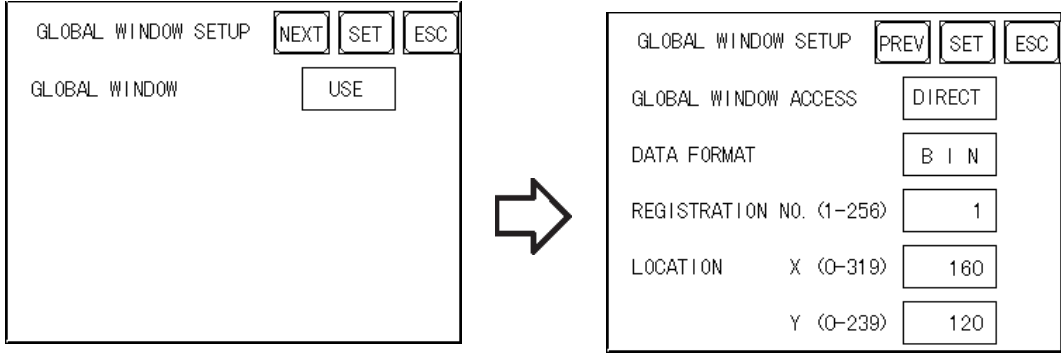 GLOBAL WINDOW SETUP NEXT SET ESC
GLOBAL WINDOW USE
GLOBAL WINDOW SETUP PREV SET ESC
GLOBAL WINDOW ACCESS DIRECT
DATA FORMAT B I N
REGISTRATION NO. (1-256) 1
LOCATION X (0-319) 160
Y (0-239) 120